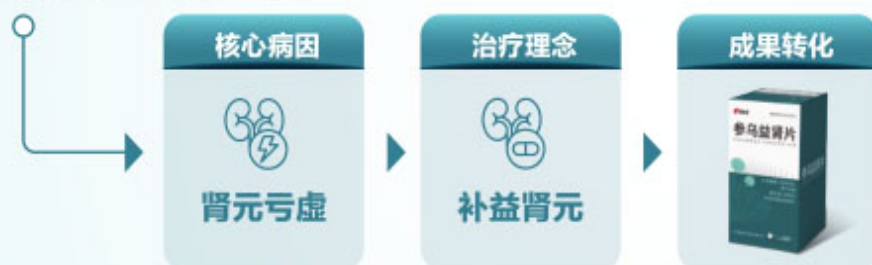 核心病因
治疗理念
成果转化
肾元亏虚
补益肾元
参乌益肾片